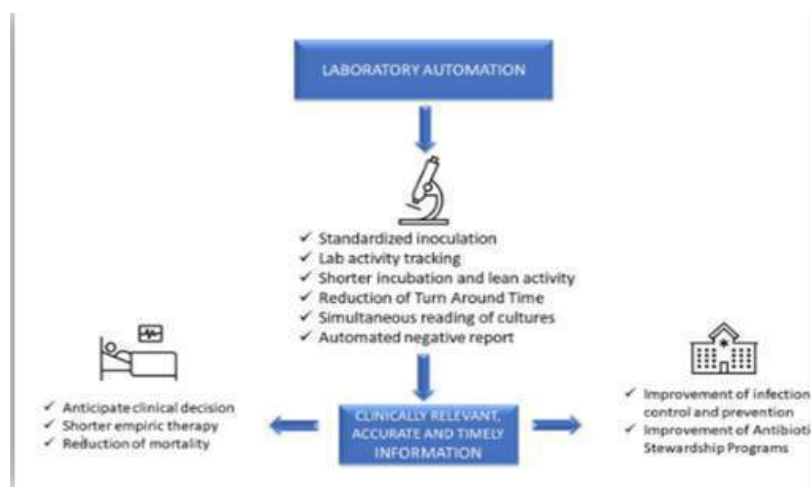 LABORATORY AUTOMATION
✓ Standardized inoculation
✓ Lab activity tracking
✓ Shorter incubation and lean activity
✓ Reduction of Turn Around Time
✓ Simultaneous reading of cultures
✓ Automated negative report
✓ Anticipate clinical decision
✓ Shorter empiric therapy
✓ Reduction of mortality
CLINICALLY RELEVANT,
ACCURATE AND TIMELY
INFORMATION
✓ Improvement of infection
control and prevention
✓ Improvement of Antibioti
Stewardship Programs